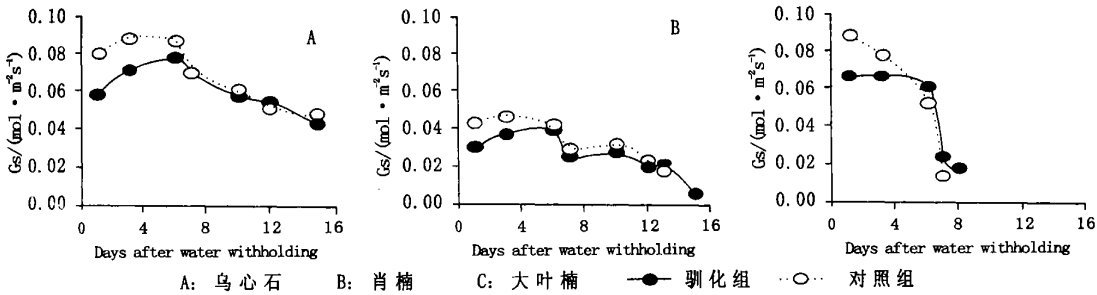 0.10
0.08
0.06
0.04
0.02
0.00
Gs/(mol·m⁻²s⁻¹)
A
0 4 8 12 16
Days after water withholding
0.10
0.08
0.06
0.04
0.02
0.00
Gs/(mol·m⁻²s⁻¹)
B
0 4 8 12 16
Days after water withholding
0.10
0.08
0.06
0.04
0.02
0.00
Gs/(mol·m⁻²s⁻¹)
0 4 8 12 16
Days after water withholding
A: 乌心石 B: 肖楠 C: 大叶楠 驯化组 对照组